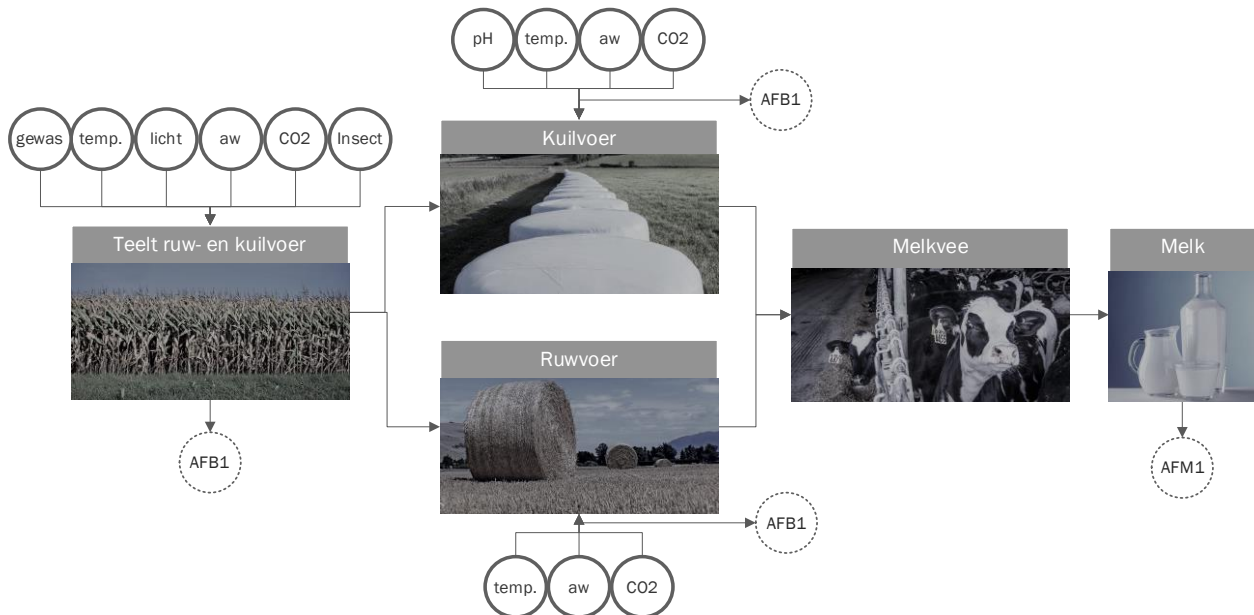 pH
temp.
aw
CO2
AFB1
gewas
temp.
licht
aw
CO2
Insect
Kuilvoer
Teelt ruw- en kuilvoer
Melkvee
Melk
Ruwvoer
AFB1
AFM1
AFB1
temp.
aw
CO2